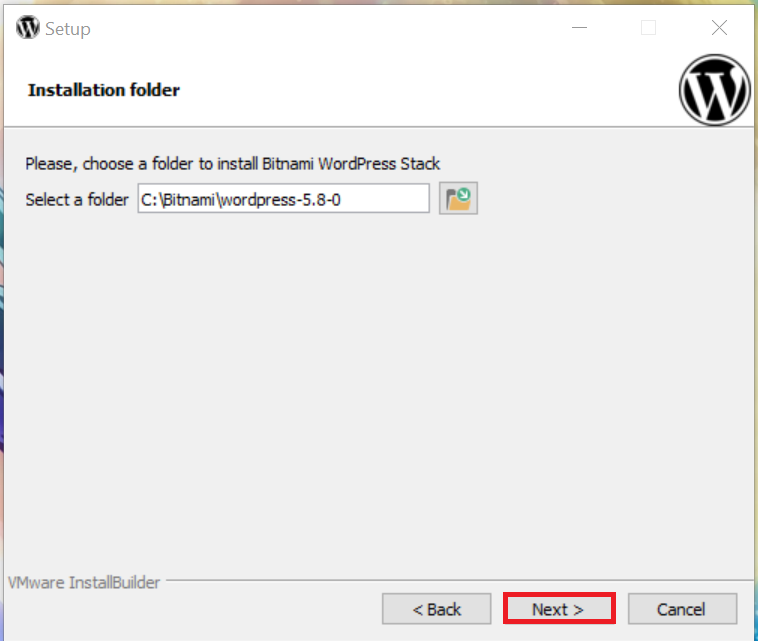 Setup
Installation folder
Please, choose a folder to install Bitnami WordPress Stack
Select a folder C:\Bitnami\wordpress-5.8-0
VMware InstallBuilder
< Back Next > Cancel